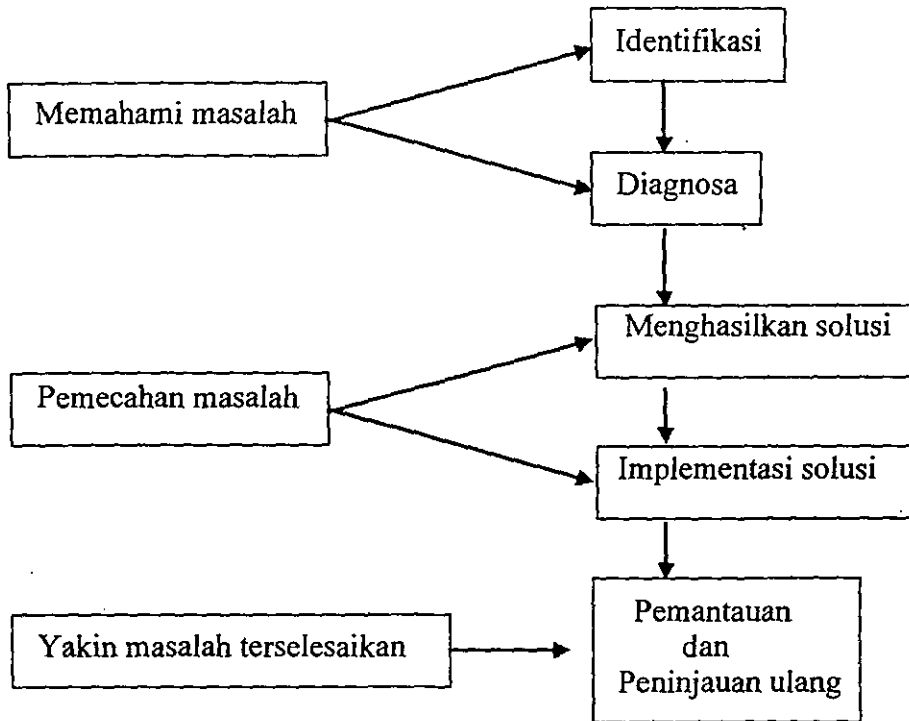 Identifikasi
Memahami masalah
Diagnosa
Menghasilkan solusi
Pemecahan masalah
Implementasi solusi
Pemantauan
dan
Peninjauan ulang
Yakin masalah terselesaikan